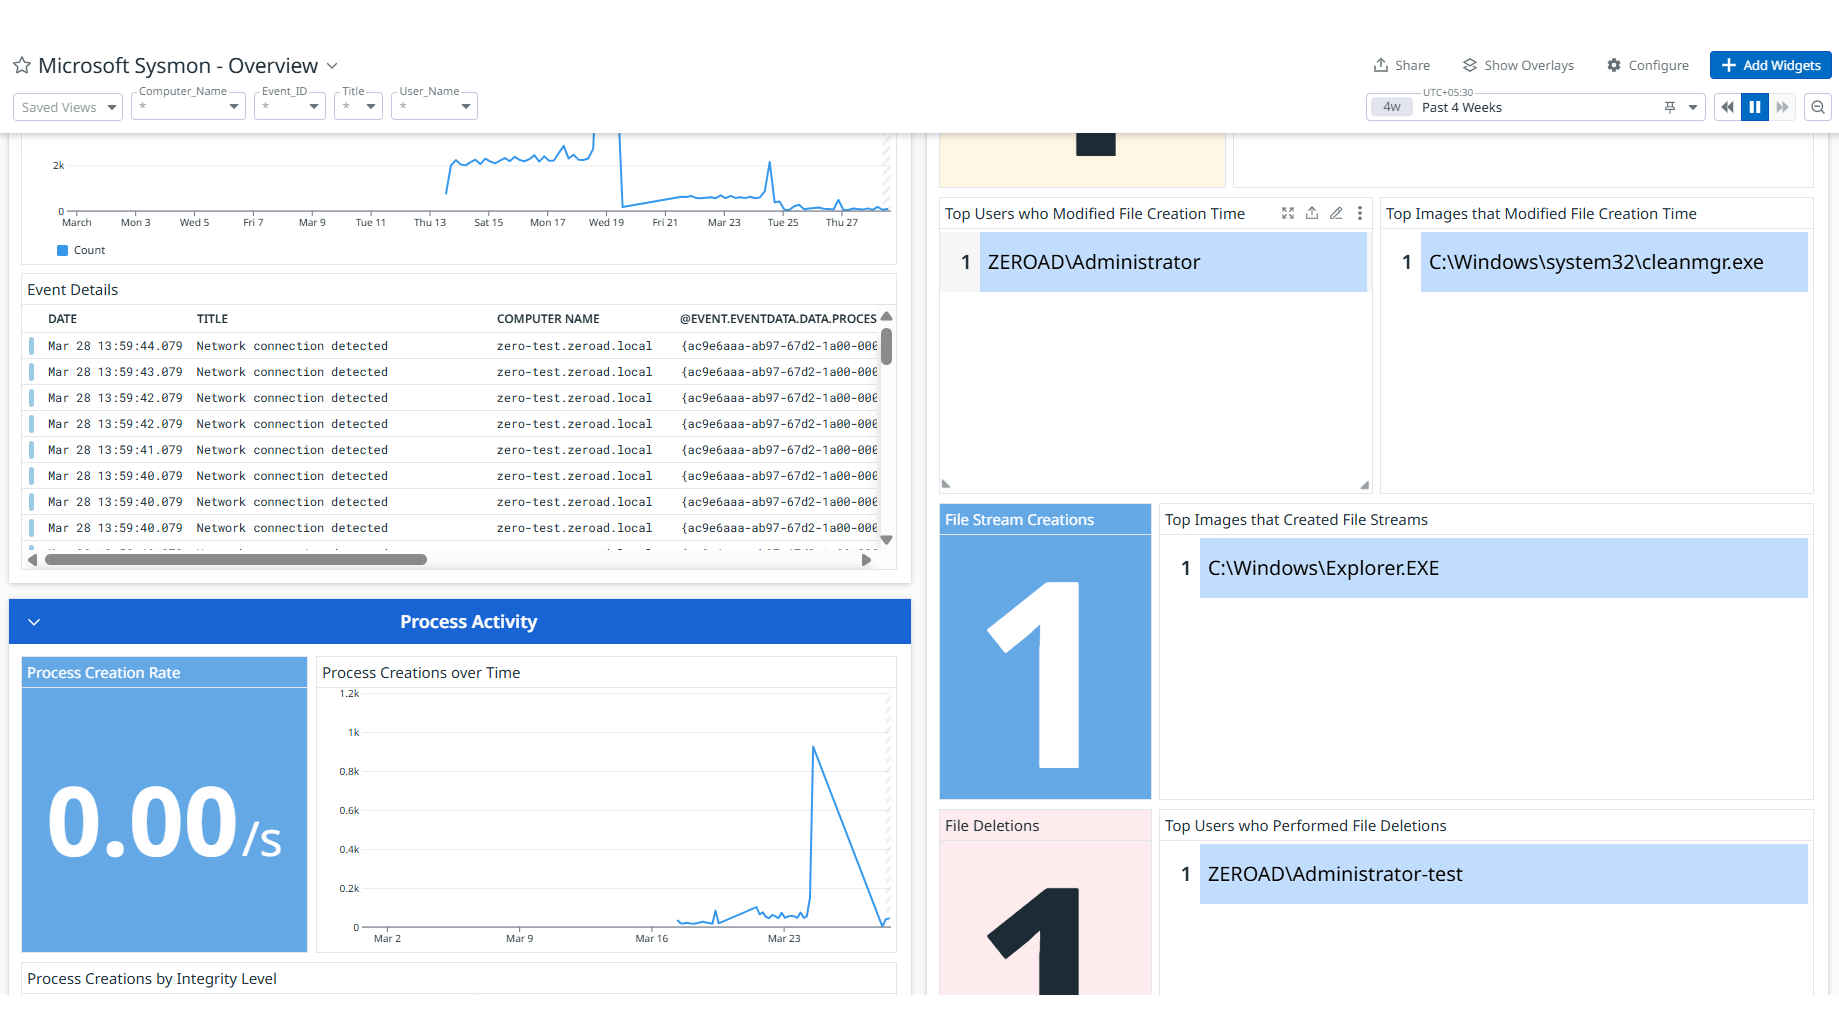 Microsoft Sysmon - Overview
Share
Show Overlays
Configure
Add Widgets
Saved Views
Computer_Name
*
Event_ID
*
Title
*
User_Name
*
UTC+05:30
4w
Past 4 Weeks
2k
0
March
Mon 3
Wed 5
Fri 7
Mar 9
Tue 11
Thu 13
Sat 15
Mon 17
Wed 19
Fri 21
Mar 23
Tue 25
Thu 27
Count
Event Details
DATE TITLE COMPUTER NAME @EVENT.EVENTDATA.DATA.PROCES
Mar 28 13:59:44.079 Network connection detected zero-test.zeroad.local {ac9e6aaa-ab97-67d2-1a00-000
Mar 28 13:59:43.079 Network connection detected zero-test.zeroad.local {ac9e6aaa-ab97-67d2-1a00-000
Mar 28 13:59:42.079 Network connection detected zero-test.zeroad.local {ac9e6aaa-ab97-67d2-1a00-000
Mar 28 13:59:42.079 Network connection detected zero-test.zeroad.local {ac9e6aaa-ab97-67d2-1a00-000
Mar 28 13:59:41.079 Network connection detected zero-test.zeroad.local {ac9e6aaa-ab97-67d2-1a00-000
Mar 28 13:59:40.079 Network connection detected zero-test.zeroad.local {ac9e6aaa-ab97-67d2-1a00-000
Mar 28 13:59:40.079 Network connection detected zero-test.zeroad.local {ac9e6aaa-ab97-67d2-1a00-000
Mar 28 13:59:40.079 Network connection detected zero-test.zeroad.local {ac9e6aaa-ab97-67d2-1a00-000
Process Activity
Process Creation Rate
0.00/s
Process Creations over Time
1.2k
1k
0.8k
0.6k
0.4k
0.2k
0
Mar 2
Mar 9
Mar 16
Mar 23
Process Creations by Integrity Level
Top Users who Modified File Creation Time
1 ZEROAD\Administrator
Top Images that Modified File Creation Time
1 C:\Windows\system32\cleanmgr.exe
File Stream Creations
1
Top Images that Created File Streams
1 C:\Windows\Explorer.EXE
File Deletions
1
Top Users who Performed File Deletions
1 ZEROAD\Administrator-test